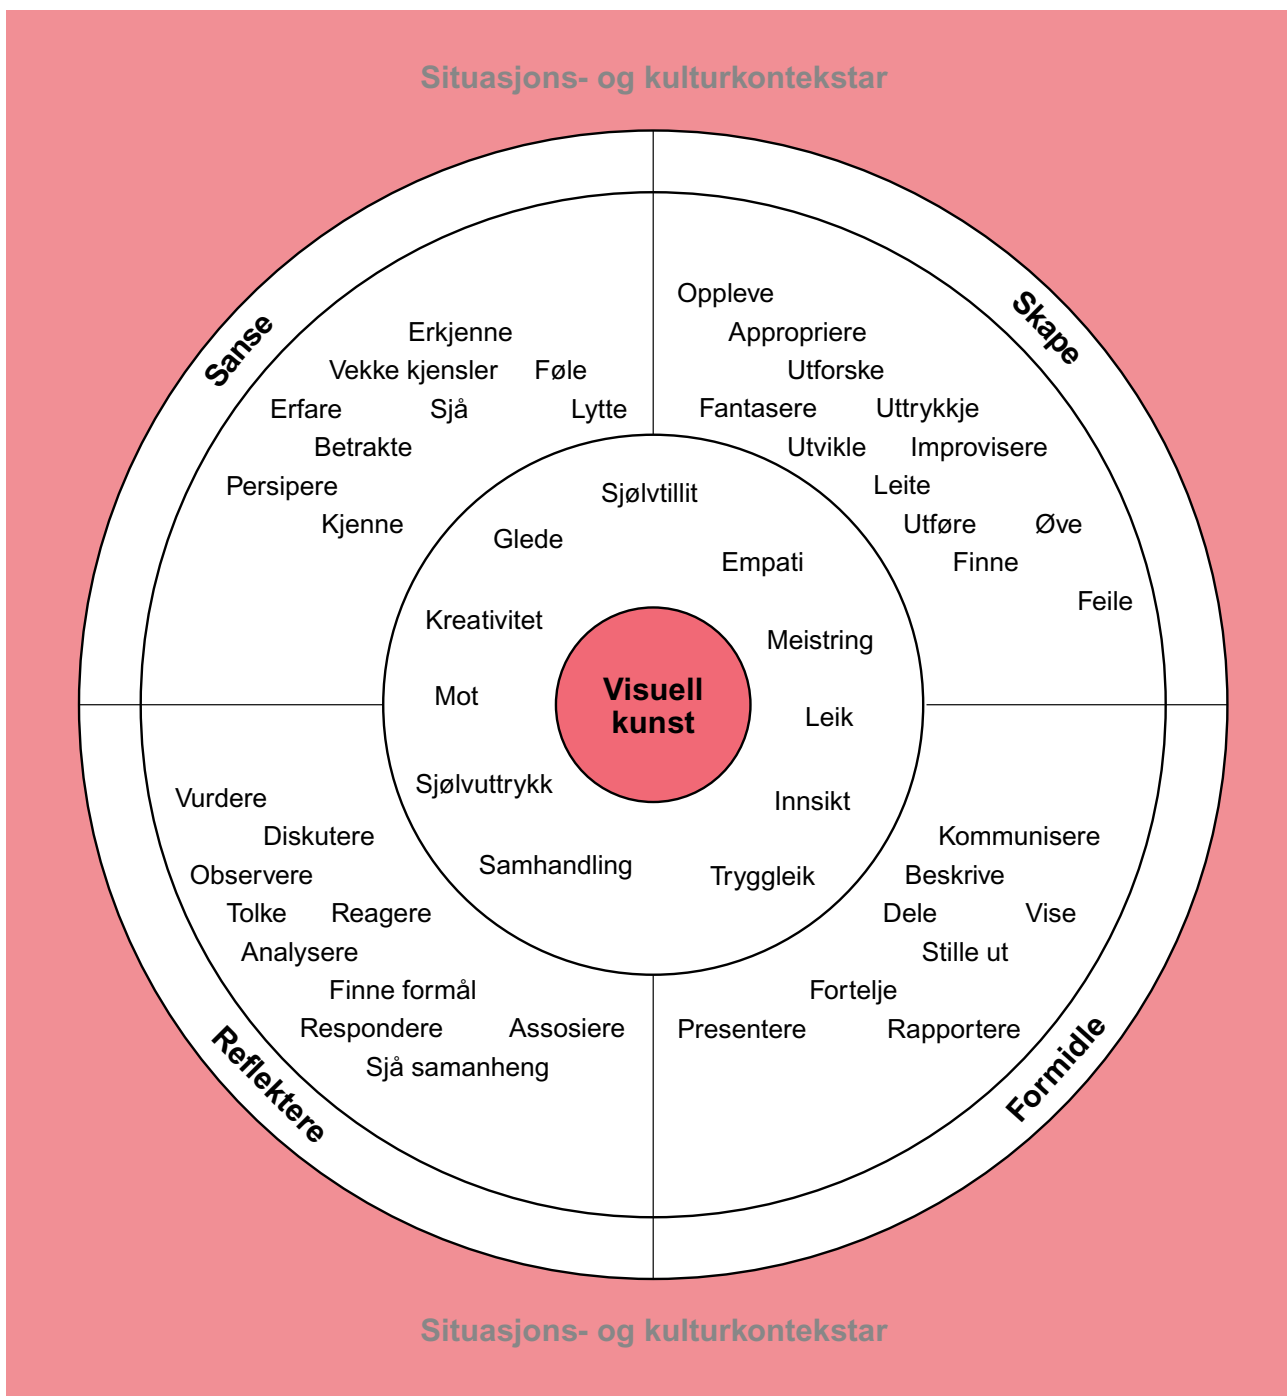 Situasjons- og kulturkontekstar
Sanse
Erkjenne
Vekke kjensler
Føle
Erfare
Sjå
Lytte
Betrakte
Persipere
Kjenne
Skape
Oppleve
Appropriere
Utforske
Fantasere
Uttrykkje
Utvikle
Improvisere
Leite
Utføre
Øve
Finne
Feile
Sjølvtillit
Glede
Empati
Kreativitet
Meistring
Mot
Leik
Sjølvuttrykk
Innsikt
Samhandling
Tryggleik
Visuell
kunst
Reflektere
Vurdere
Diskutere
Observere
Tolke
Reagere
Analysere
Finne formål
Respondere
Assosiere
Sjå samanheng
Formidle
Kommunisere
Beskrive
Dele
Vise
Stille ut
Fortelje
Presentere
Rapportere
Situasjons- og kulturkontekstar